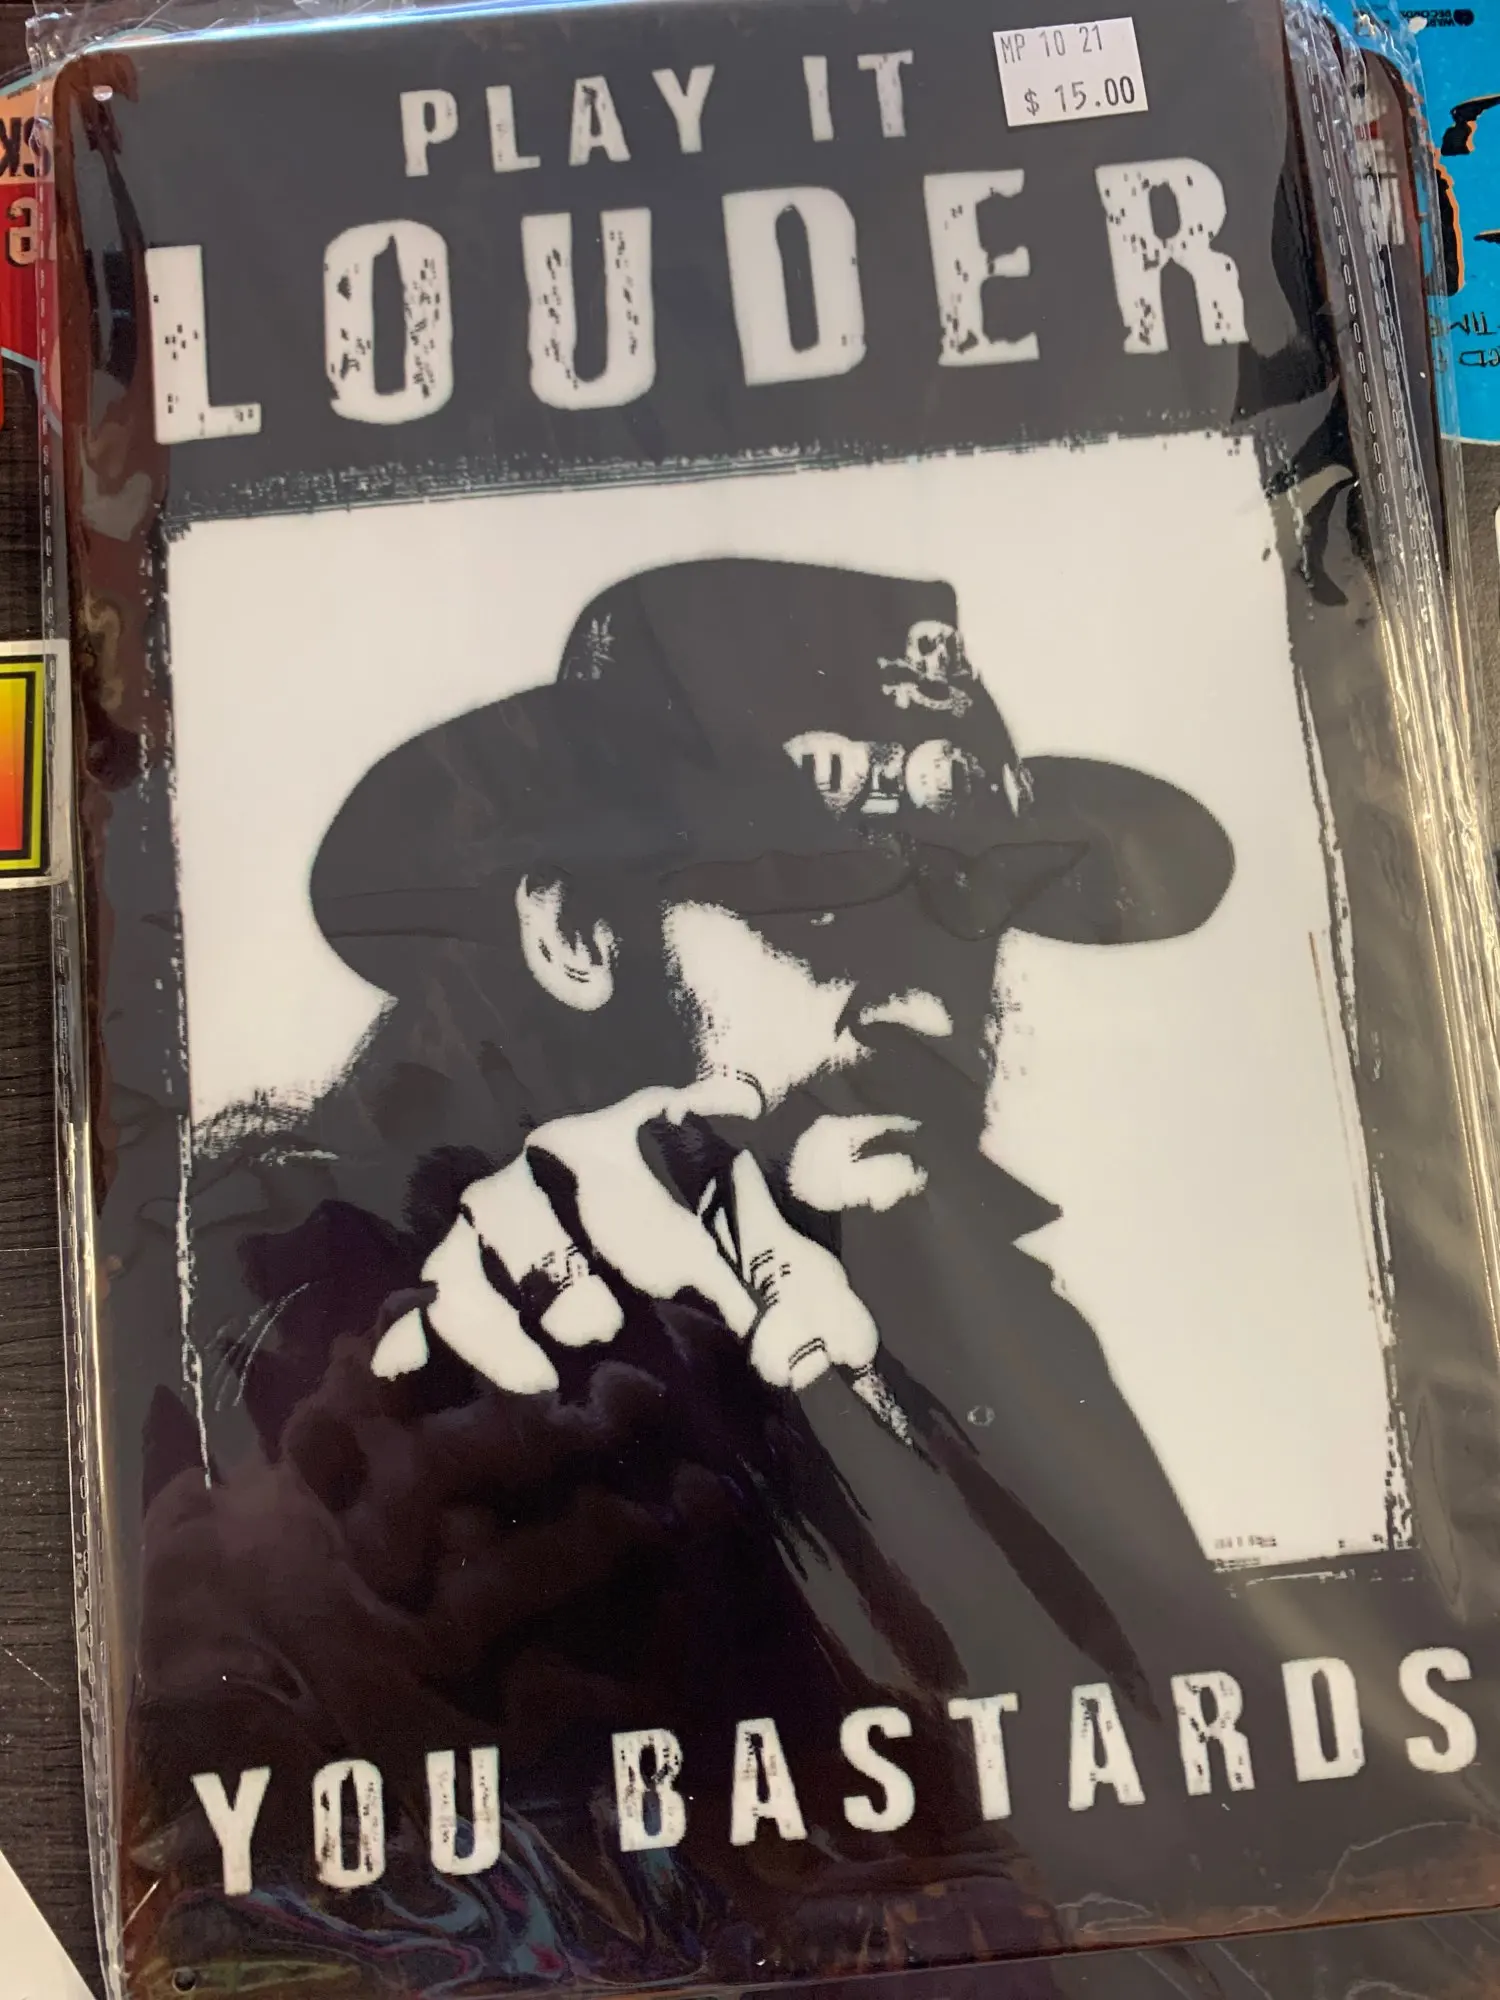 MP 10 21
$ 15.00
PLAY IT
LOUDER
YOU BASTARDS